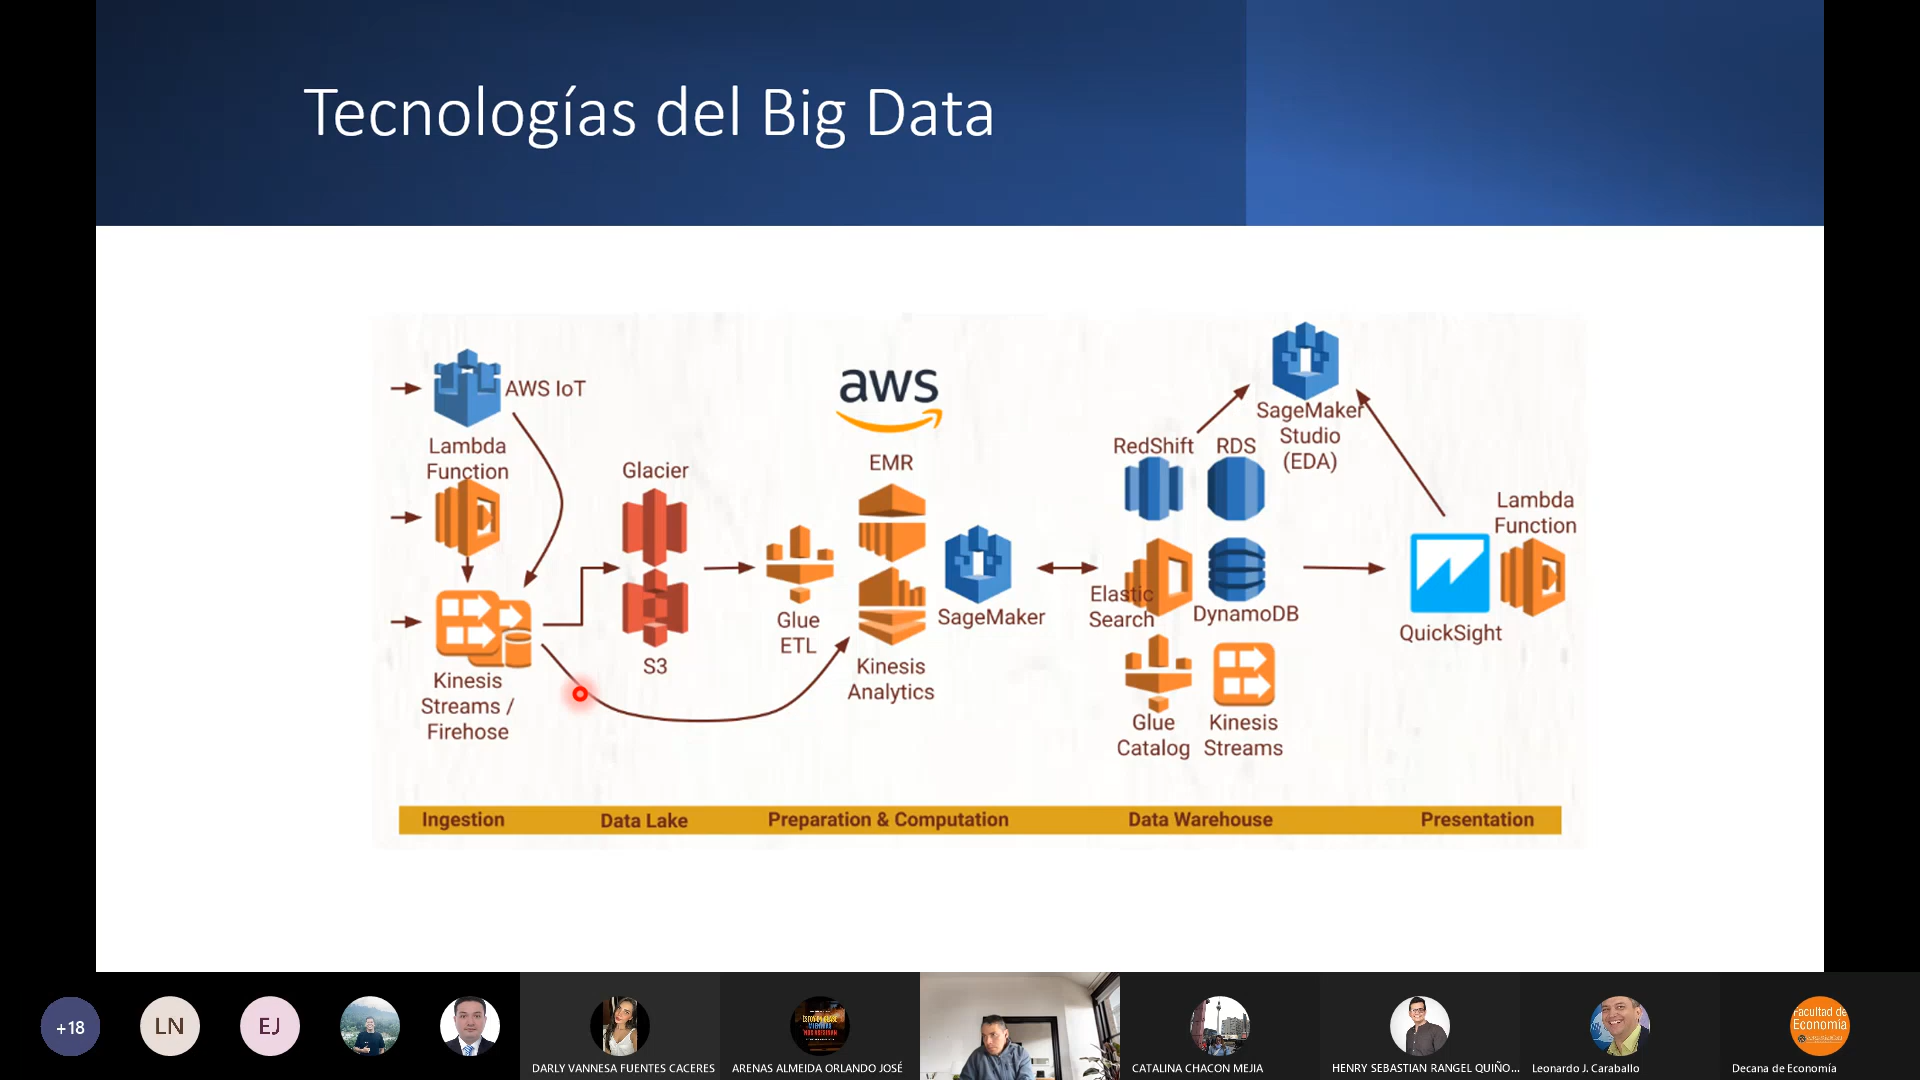 Tecnologías del Big Data
AWS IoT
Lambda
Function
Kinesis
Streams /
Firehose
Glacier
S3
aws
EMR
Glue
ETL
Kinesis
Analytics
SageMaker
RedShift
RDS
SageMaker
Studio
(EDA)
Elastic
Search
DynamoDB
Glue
Catalog
Kinesis
Streams
Lambda
Function
QuickSight
Ingestion
Data Lake
Preparation & Computation
Data Warehouse
Presentation
+18
LN
EJ
DARLY VANNESA FUENTES CACERES
ARENAS ALMEIDA ORLANDO JOSÉ
CATALINA CHACON MEJIA
HENRY SEBASTIAN RANGEL QUIÑO...
Leonardo J. Caraballo
Facultad de
Economía
Decana de Economía